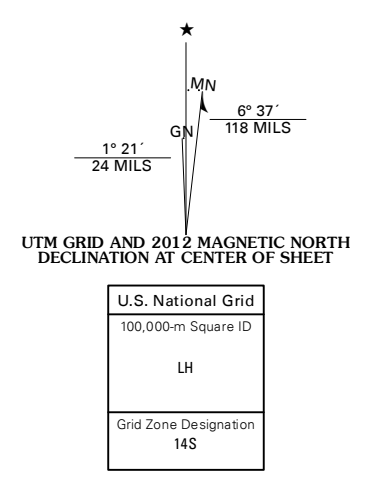 ★
MN
GN
6° 37´
118 MILS
1° 21´
24 MILS
UTM GRID AND 2012 MAGNETIC NORTH
DECLINATION AT CENTER OF SHEET
U.S. National Grid
100,000-m Square ID
LH
Grid Zone Designation
14S